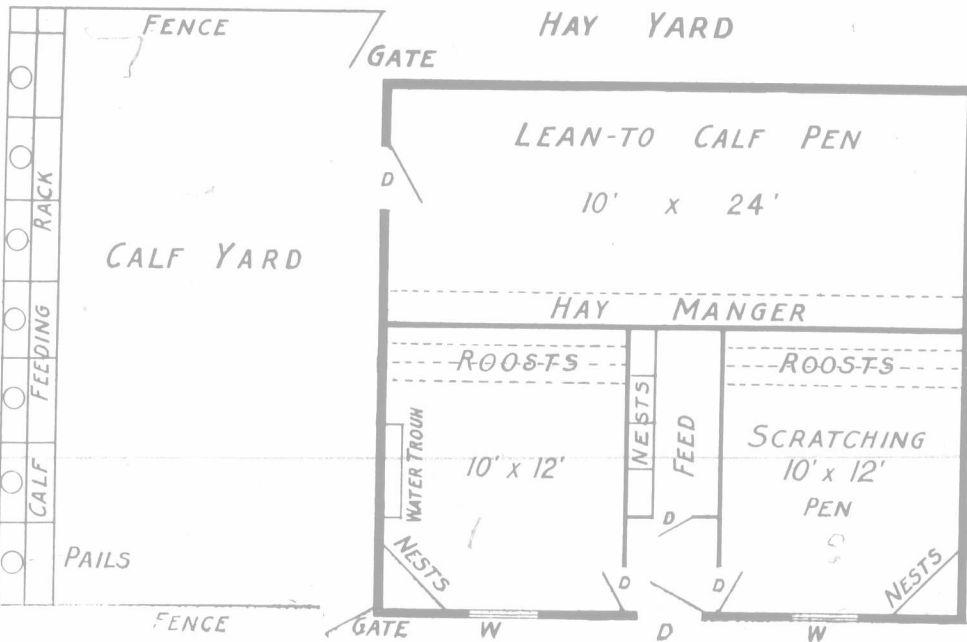 FENCE
HAY YARD
GATE
LEAN-TO CALF PEN
D
10' x 24'
CALF YARD
CALF FEEDING RACK
HAY MANGER
ROOSTS
ROOSTS
NESTS
FEED
WATER TROUH
10' x 12'
SCRATCHING
10' x 12'
PEN
D
PAILS
NESTS
D
D
NESTS
FENCE
GATE
W
D
W